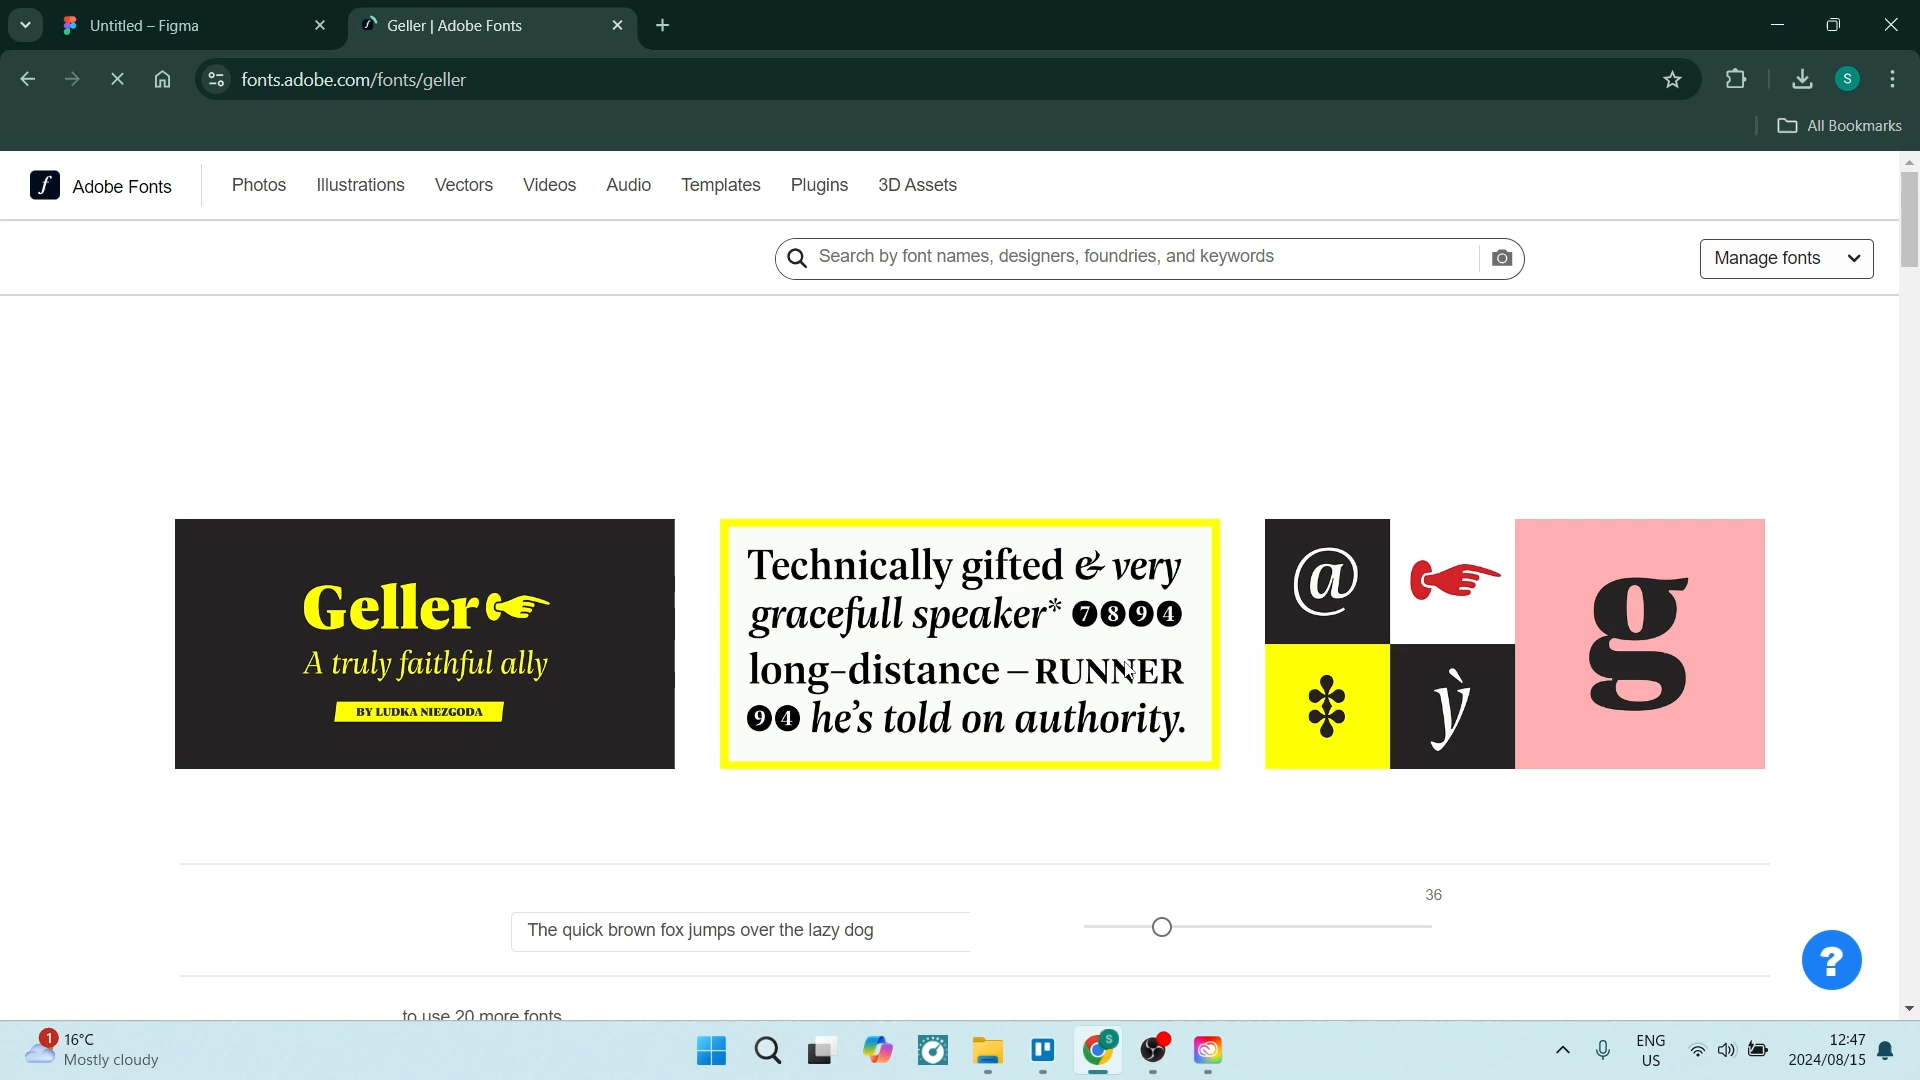 Untitled – Figma
Geller | Adobe Fonts
fonts.adobe.com/fonts/geller
S
All Bookmarks
f Adobe Fonts Photos Illustrations Vectors Videos Audio Templates Plugins 3D Assets
Search by font names, designers, foundries, and keywords
Manage fonts
Geller
A truly faithful ally
BY LUDKA NIEZGODA
Technically gifted & very
gracefull speaker* 7894
long-distance – RUNNER
94 he's told on authority.
@
ỳ
g
36
The quick brown fox jumps over the lazy dog
?
to use 20 more fonts
1
16°C
Mostly cloudy
S
ENG
US
12:47
2024/08/15